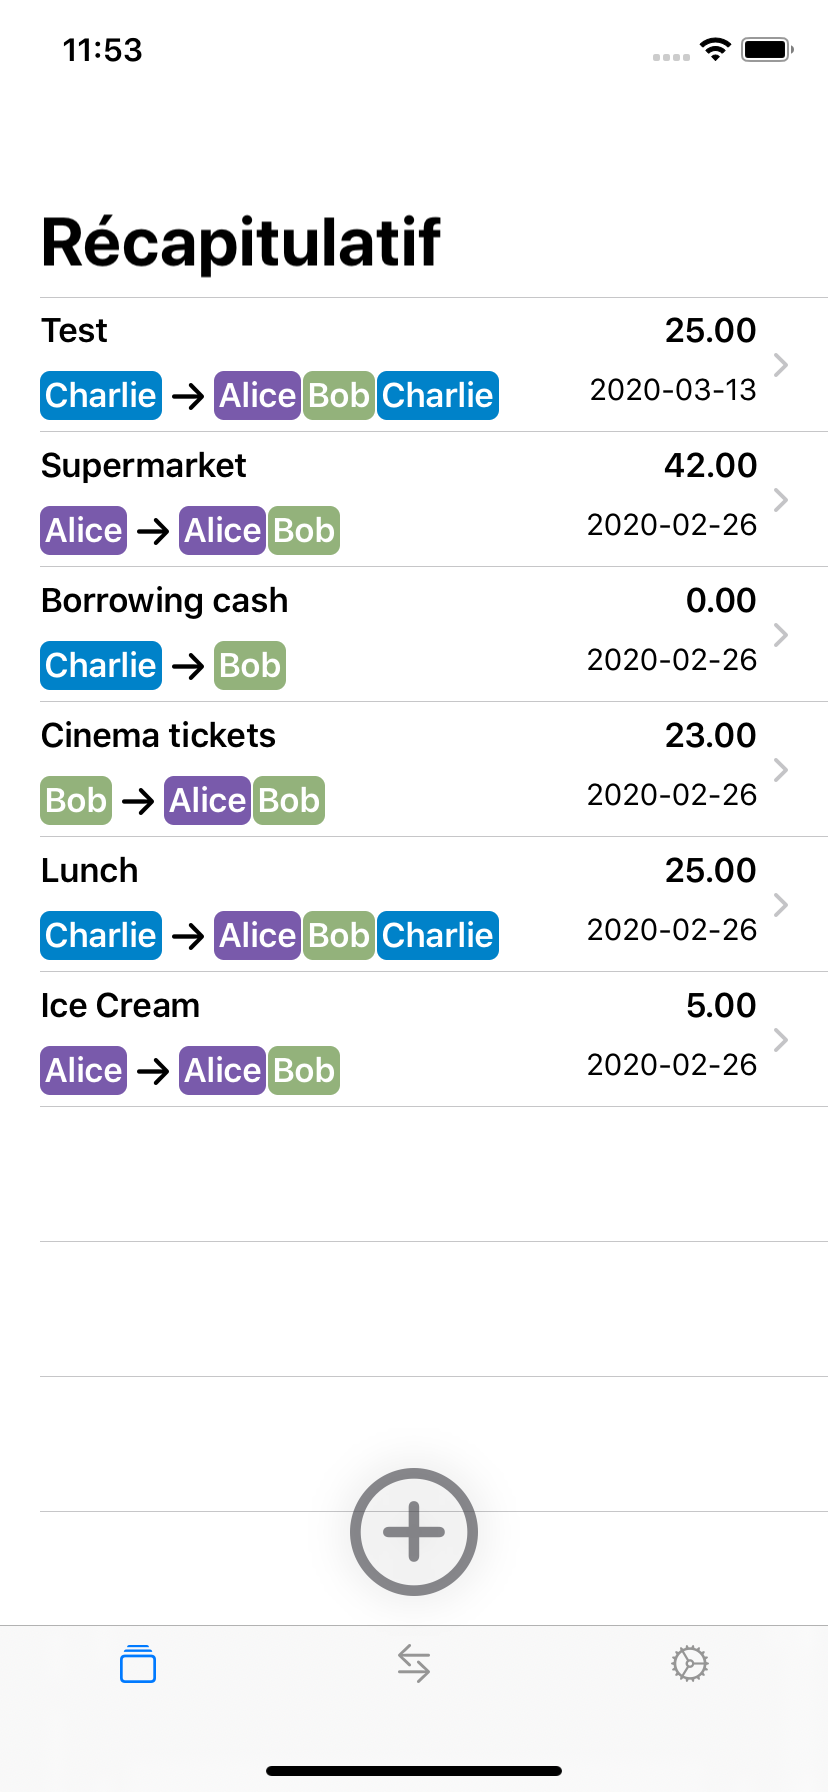 11:53
Récapitulatif
Test 25.00
Charlie → Alice Bob Charlie 2020-03-13
Supermarket 42.00
Alice → Alice Bob 2020-02-26
Borrowing cash 0.00
Charlie → Bob 2020-02-26
Cinema tickets 23.00
Bob → Alice Bob 2020-02-26
Lunch 25.00
Charlie → Alice Bob Charlie 2020-02-26
Ice Cream 5.00
Alice → Alice Bob 2020-02-26